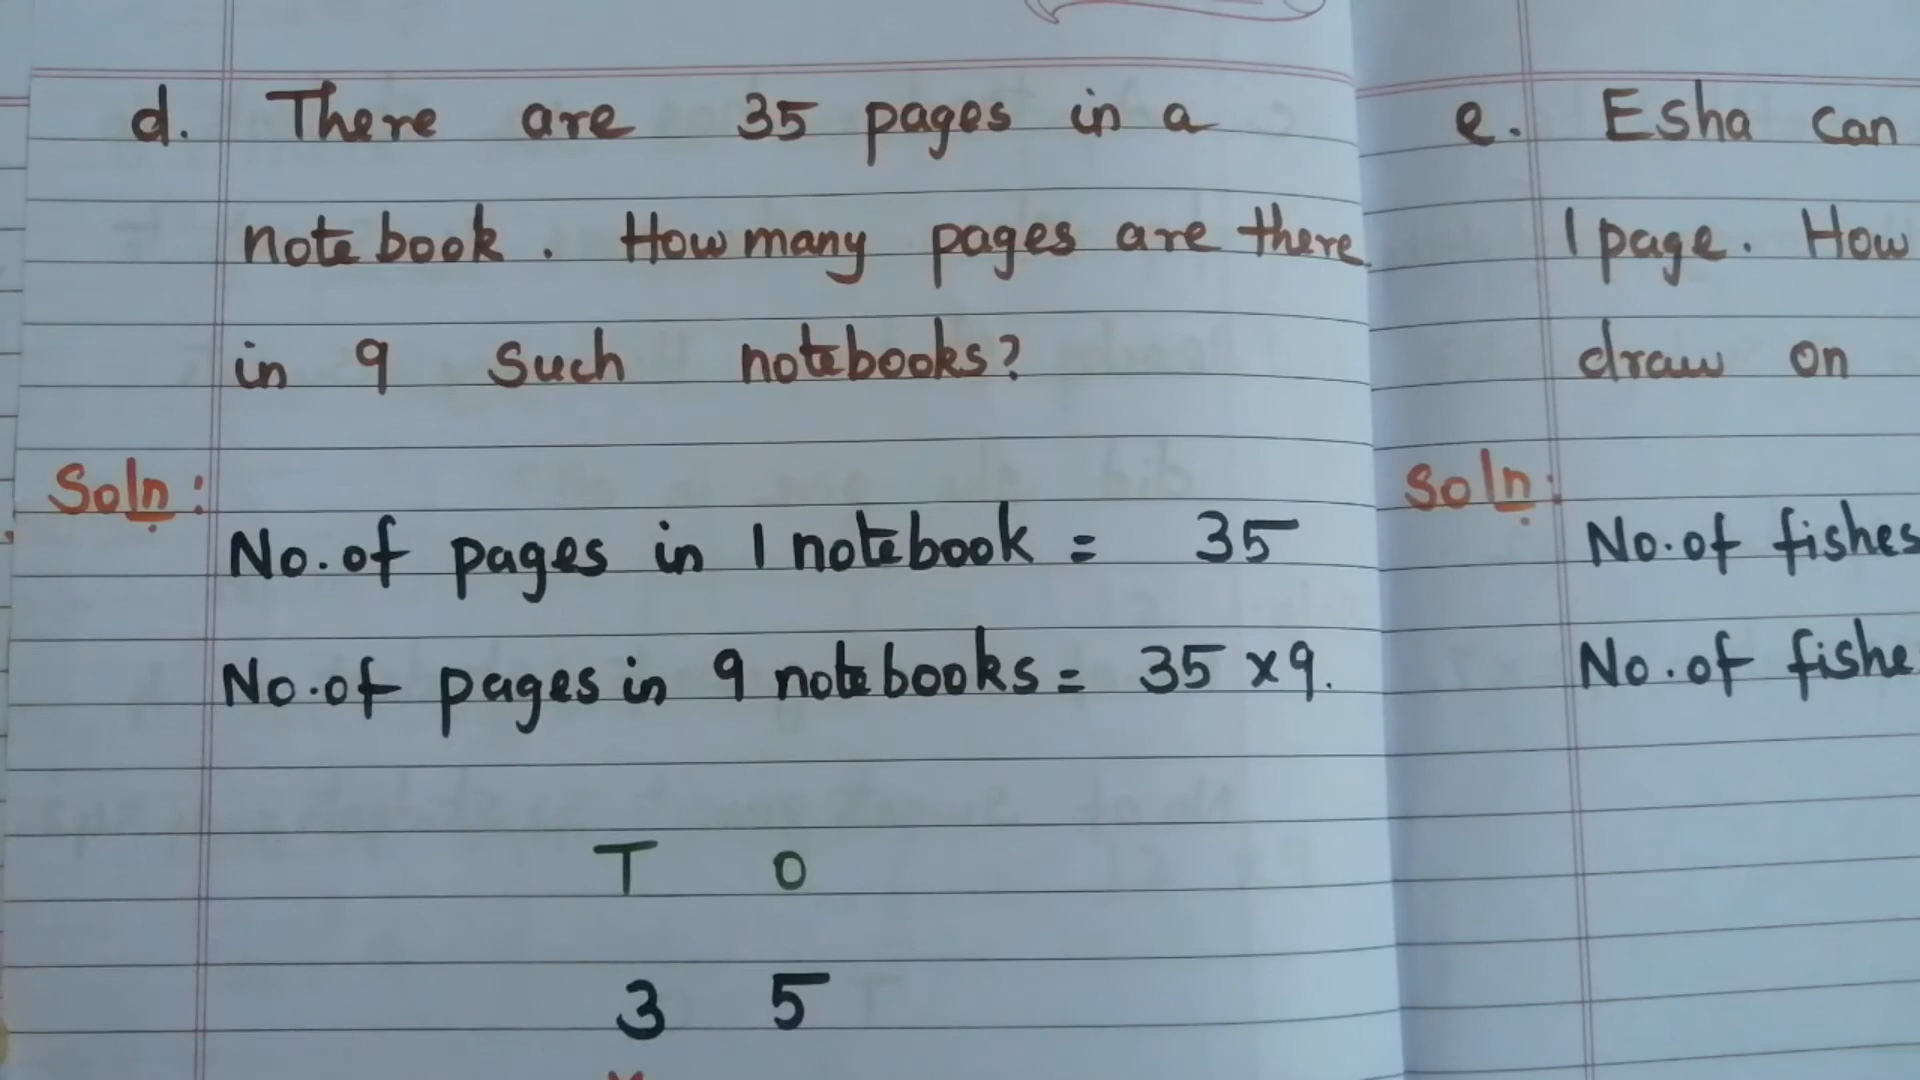 d. There are 35 pages in a
notebook. How many pages are there
in 9 such notebooks?
Soln:
No. of pages in 1 notebook = 35
No. of pages in 9 notebooks = 35 × 9.
T O
3 5
e. Esha can
1 page. How
draw on
Soln:
No. of fishes
No. of fishe